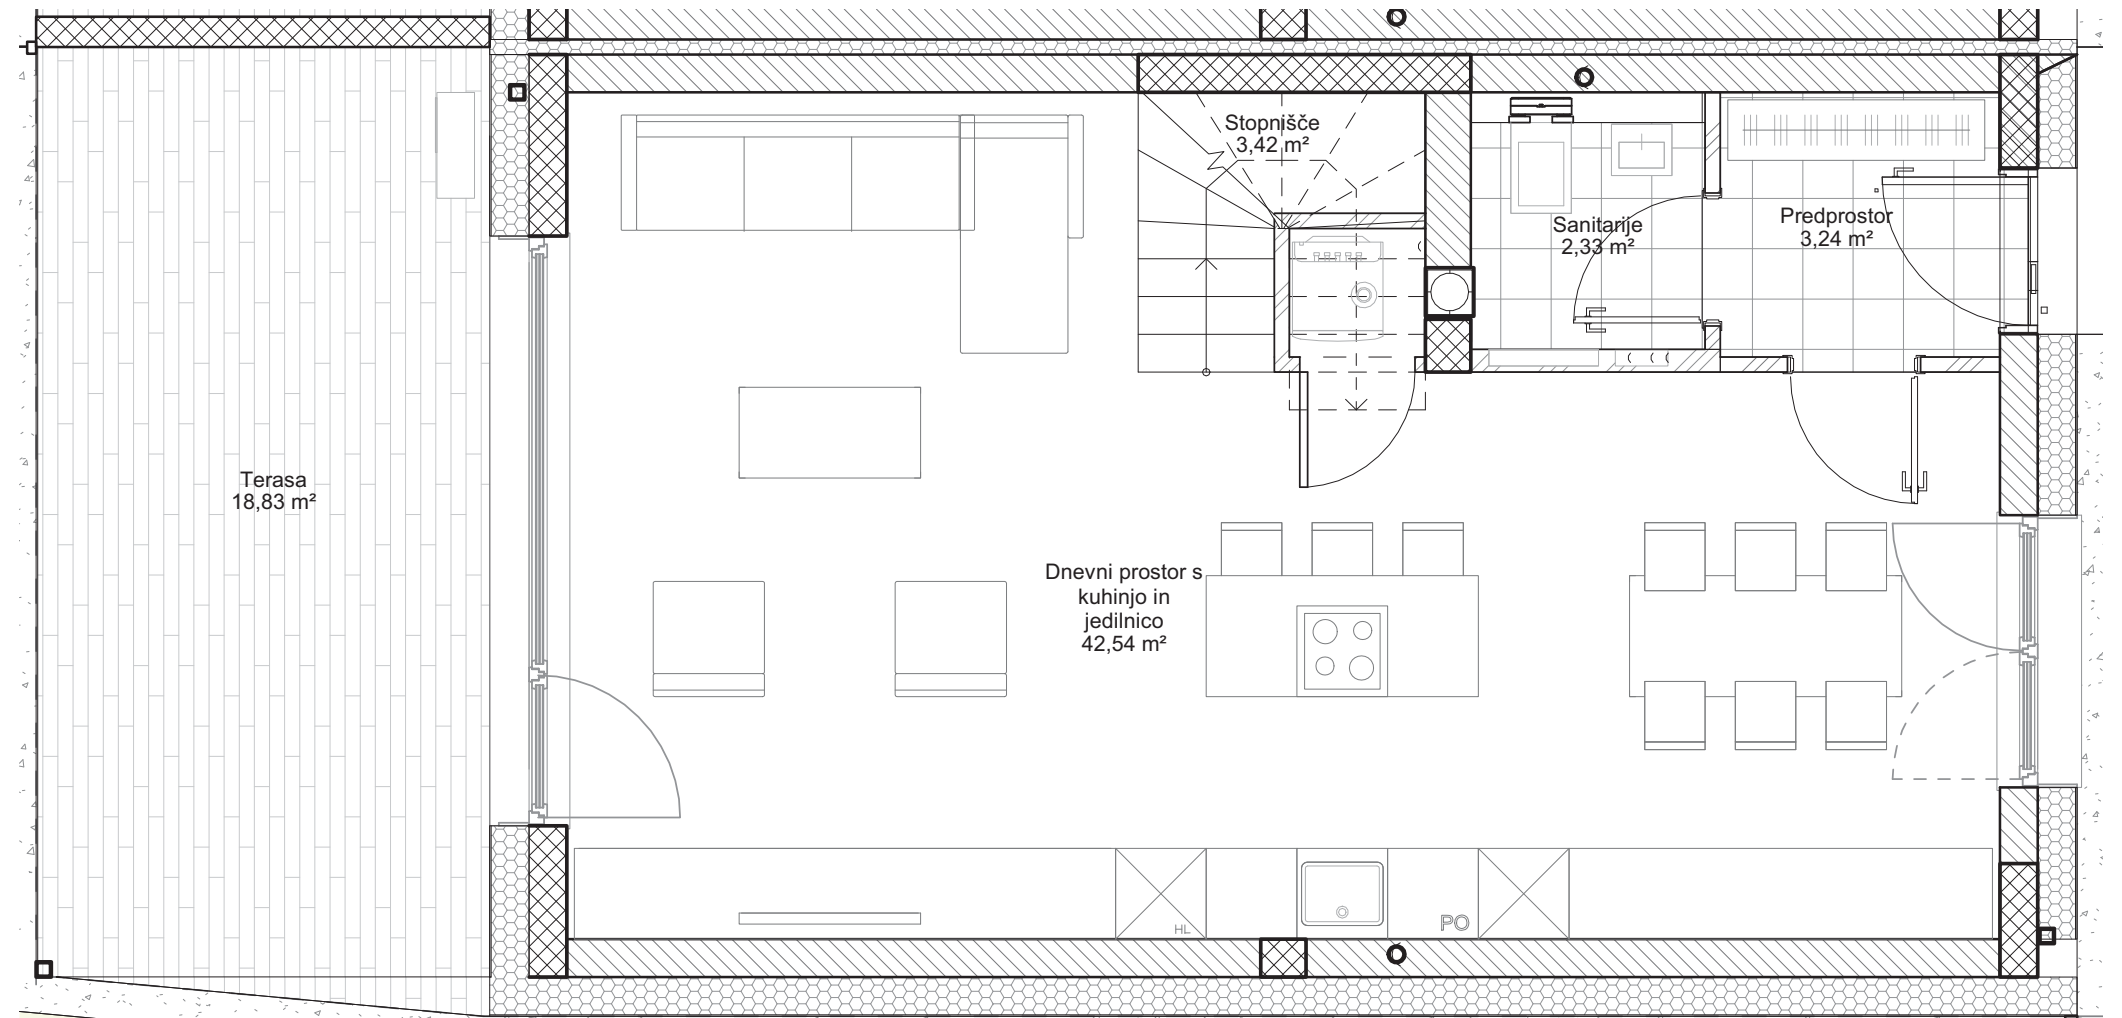 Stopnišče
3,42 m²
Sanitarije
2,33 m²
Predprostor
3,24 m²
Terasa
18,83 m²
Dnevni prostor s
kuhinjo in
jedilnico
42,54 m²
HL
PO